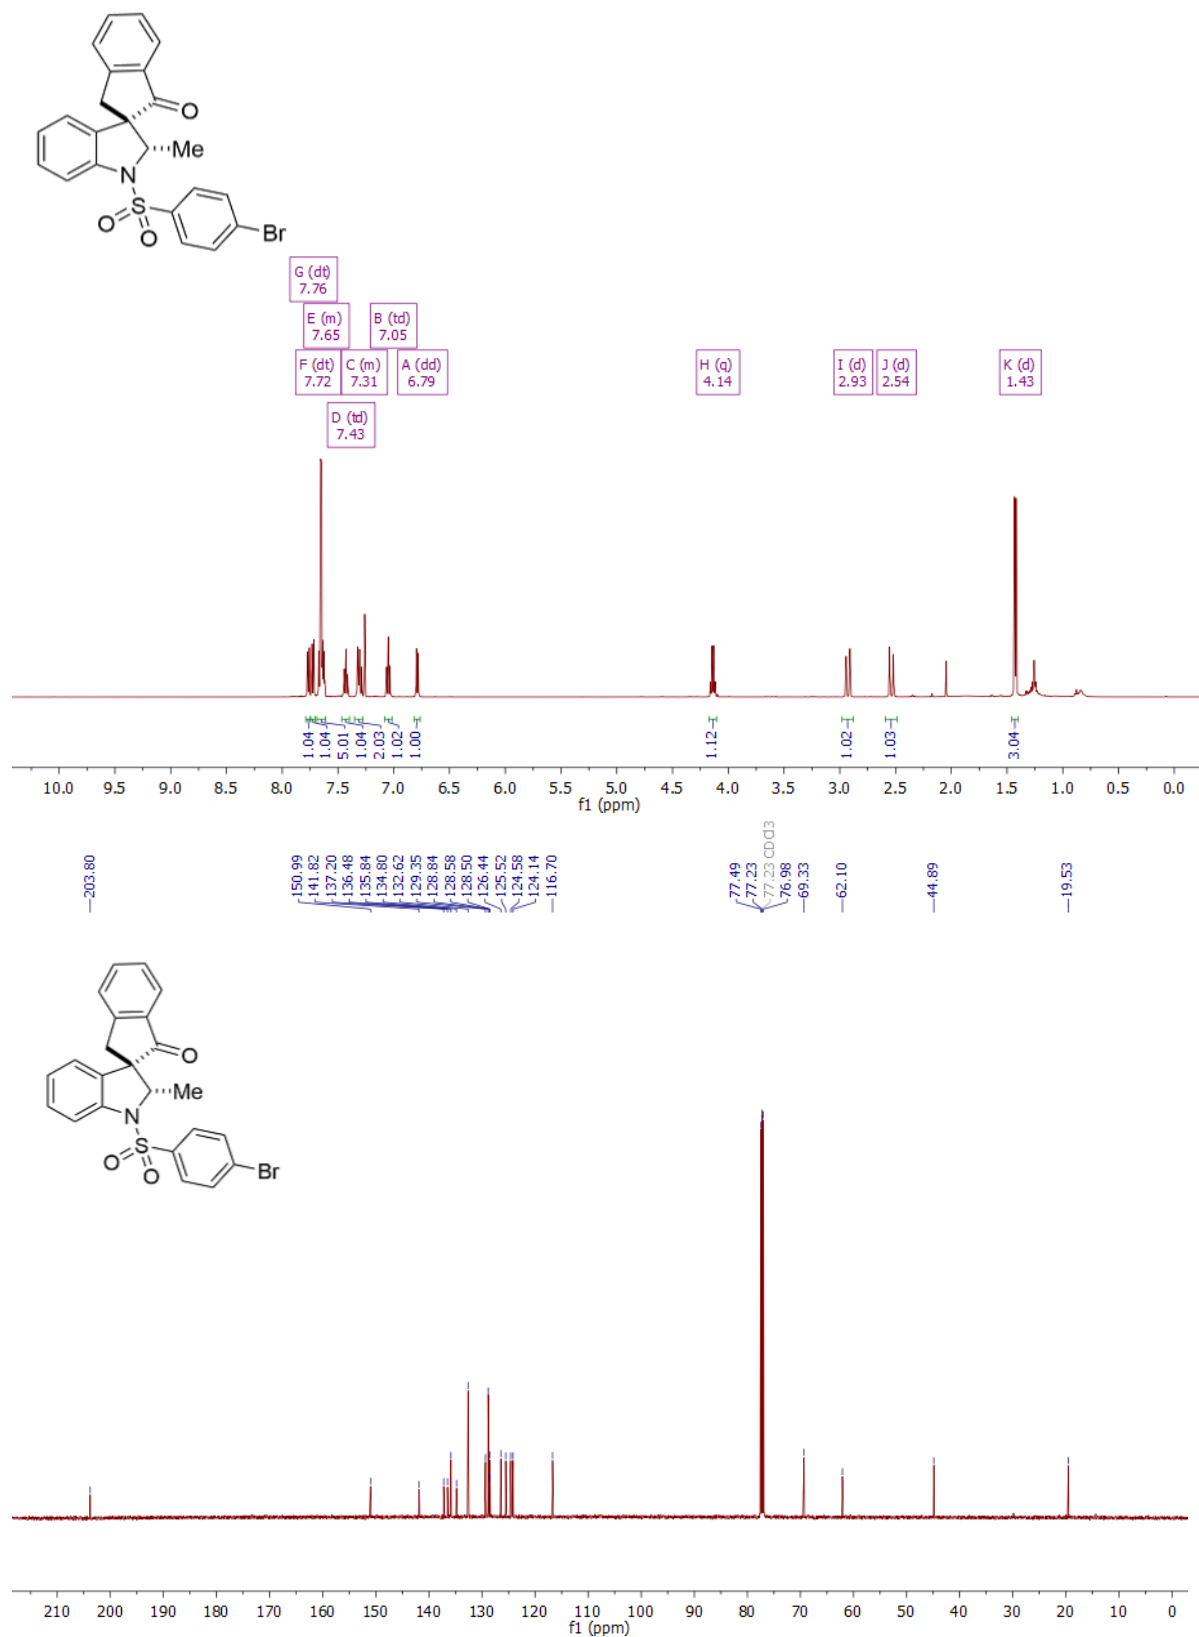 O
Me
N
S
O
O
Br
G (dt)
7.76
E (m)
7.65
B (td)
7.05
F (dt)
7.72
C (m)
7.31
A (dd)
6.79
H (q)
4.14
I (d)
2.93
J (d)
2.54
K (d)
1.43
D (td)
7.43
1.04
1.04
5.01
1.04
2.03
1.02
1.00
1.12
1.02
1.03
3.04
10.0 9.5 9.0 8.5 8.0 7.5 7.0 6.5 6.0 5.5 5.0 4.5 4.0 3.5 3.0 2.5 2.0 1.5 1.0 0.5 0.0
f1 (ppm)
203.80
150.99
141.82
137.20
136.48
135.84
134.80
132.62
129.35
128.84
128.58
128.50
126.44
125.52
124.58
124.14
116.70
77.49
77.23
77.23 CDCl3
76.98
69.33
62.10
44.89
19.53
O
Me
N
S
O
O
Br
210 200 190 180 170 160 150 140 130 120 110 100 90 80 70 60 50 40 30 20 10 0
f1 (ppm)